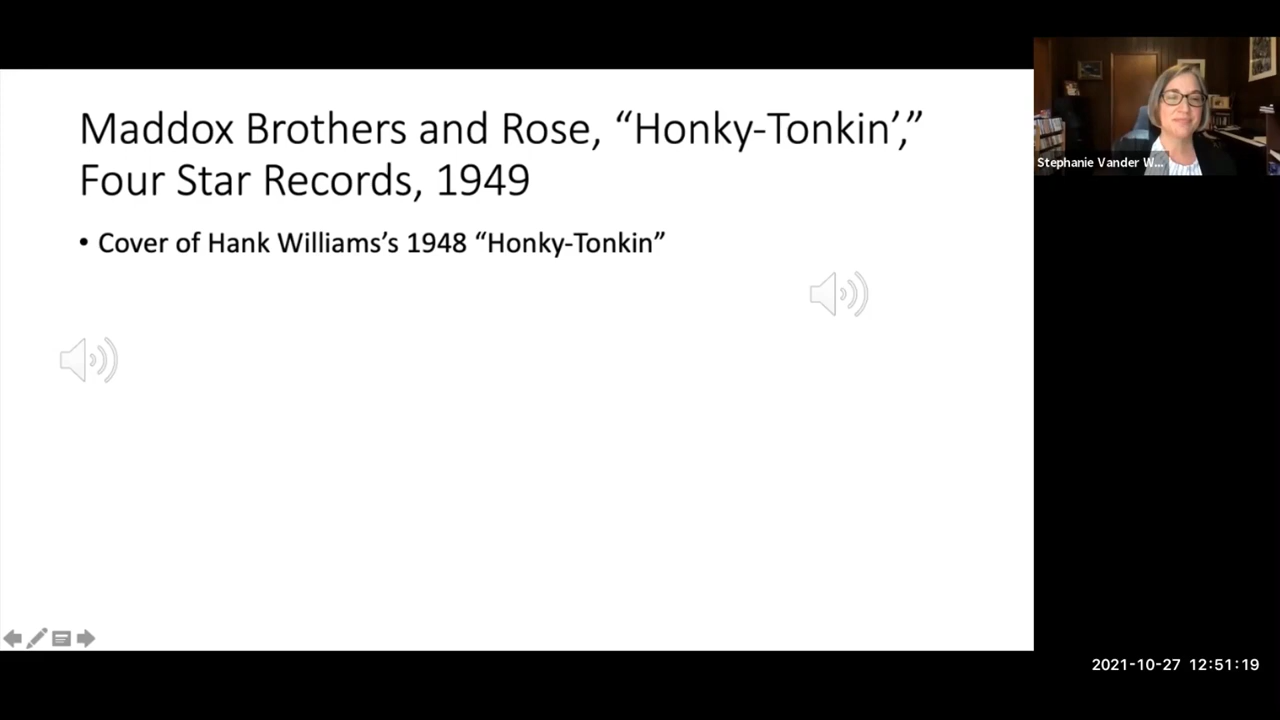 Maddox Brothers and Rose, “Honky-Tonkin’,”
Four Star Records, 1949
• Cover of Hank Williams’s 1948 “Honky-Tonkin”
Stephanie Vander W...
2021-10-27 12:51:19